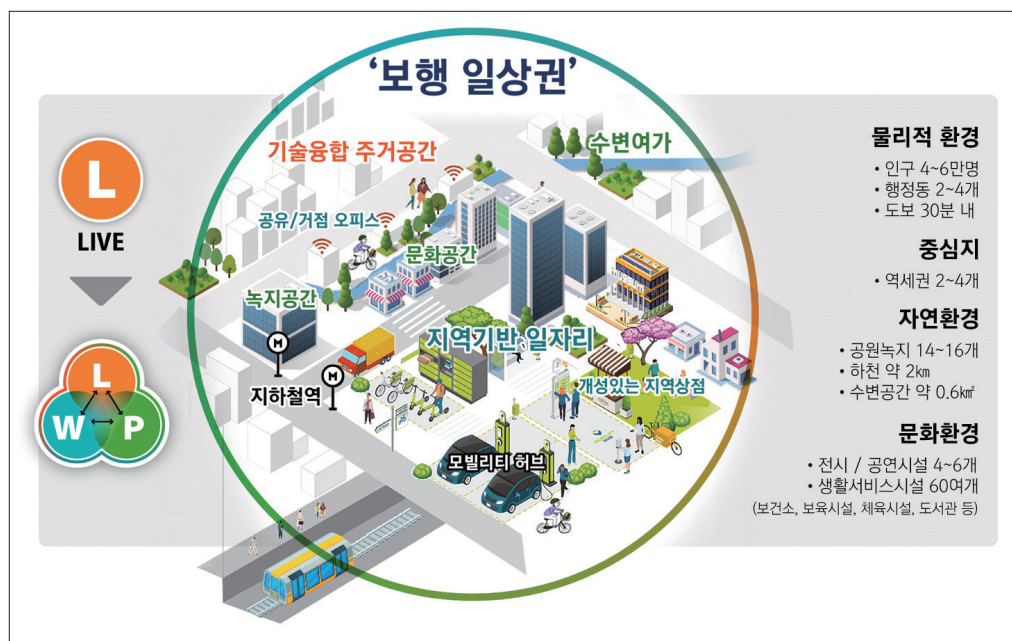 ‘보행 일상권’
L
LIVE
L
W
P
기술융합 주거공간
수변여가
공유/거점 오피스
문화공간
녹지공간
지역기반 일자리
M
M
지하철역
개성있는 지역상점
모빌리티 허브
물리적 환경
• 인구 4~6만명
• 행정동 2~4개
• 도보 30분 내
중심지
• 역세권 2~4개
자연환경
• 공원녹지 14~16개
• 하천 약 2㎞
• 수변공간 약 0.6㎢
문화환경
• 전시 / 공연시설 4~6개
• 생활서비스시설 60여개
(보건소, 보육시설, 체육시설, 도서관 등)